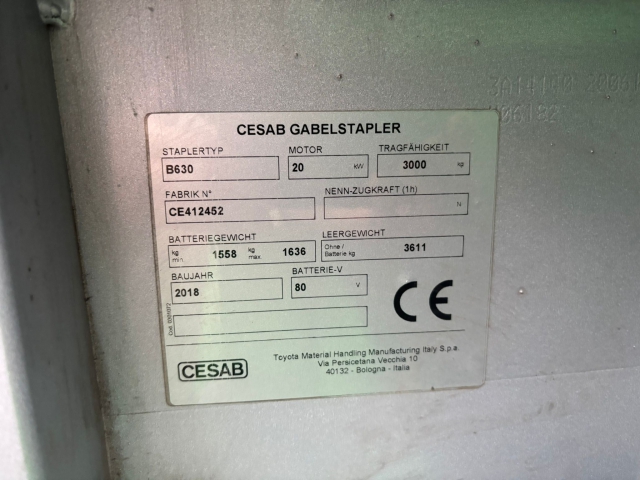 CESAB GABELSTAPLER
STAPLERTYP MOTOR TRAGFÄHIGKEIT
B630 20 kW 3000 kg
FABRIK N° NENN-ZUGKRAFT (1h)
CE412452 N
BATTERIEGEWICHT LEERGEWICHT
kg min 1558 kg max 1636 Ohne / Batterie kg 3611
BAUJAHR BATTERIE-V
2018 80 V
CE
CESAB
Toyota Material Handling Manufacturing Italy S.p.a.
Via Persicetana Vecchia 10
40132 - Bologna - Italia